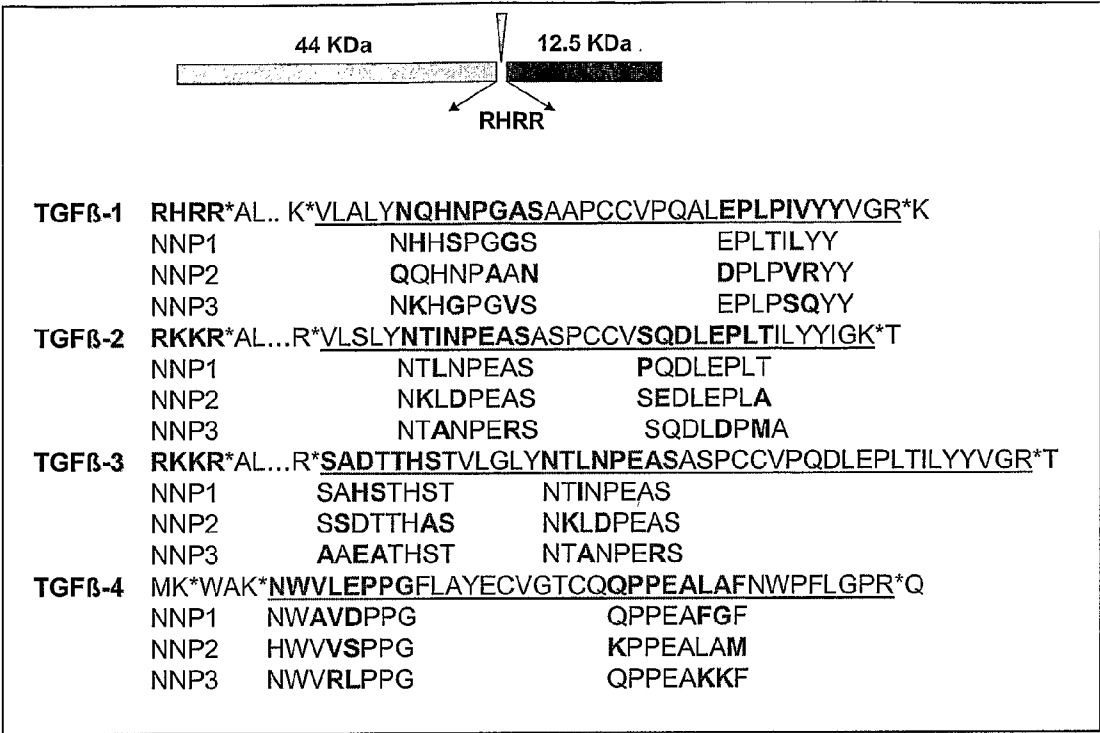 44 KDa 12.5 KDa .
RHRR
TGFß-1 RHRR*AL.. K*VLALYNQHNPGASAAPCCVPQALEPLPIVYYVGR*K
NNP1 NHHSPGGS EPLTILYY
NNP2 QQHNPAAN DPLPVRYY
NNP3 NKHGPGVS EPLPSQYY
TGFß-2 RKKR*AL...R*VLSLYNTINPEASASPCCVSQDLEPLTILYYIGK*T
NNP1 NTLNPEAS PQDLEPLT
NNP2 NKLDPEAS SEDLEPLA
NNP3 NTANPERS SQDLDPMA
TGFß-3 RKKR*AL...R*SADTTHSTVLGLYNTLNPEASASPCCVPQDLEPLTILYYVGR*T
NNP1 SAHSTHST NTINPEAS
NNP2 SSDTTHAS NKLDPEAS
NNP3 AAEATHST NTANPERS
TGFß-4 MK*WAK*NWVLEPPGFLAYECVGTCQQPPEALAFNWPFLGPR*Q
NNP1 NWAVDPPG QPPEAFGF
NNP2 HWVVSPPG KPPEALAM
NNP3 NWVRLPPG QPPEAKKF